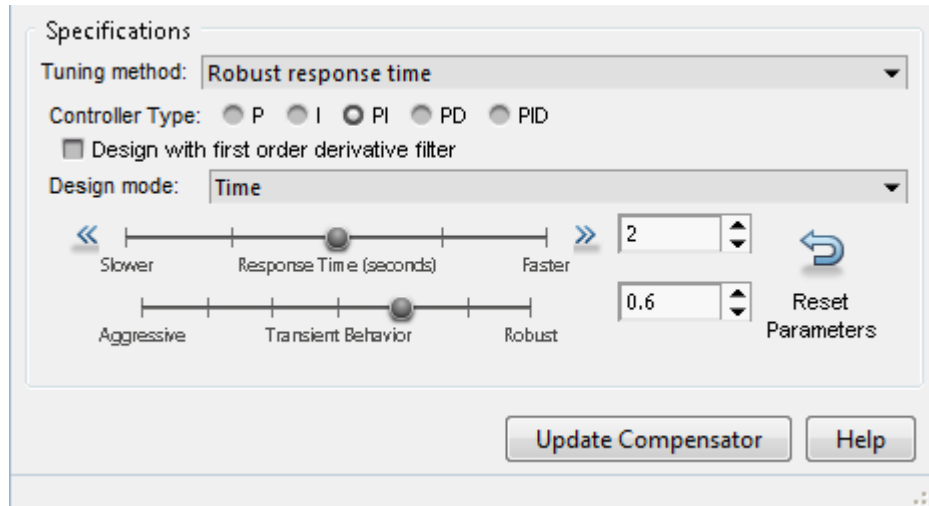 Specifications
Tuning method: Robust response time
Controller Type: P I PI PD PID
Design with first order derivative filter
Design mode: Time
2
Slower Response Time (seconds) Faster
0.6
Aggressive Transient Behavior Robust
Reset
Parameters
Update Compensator Help